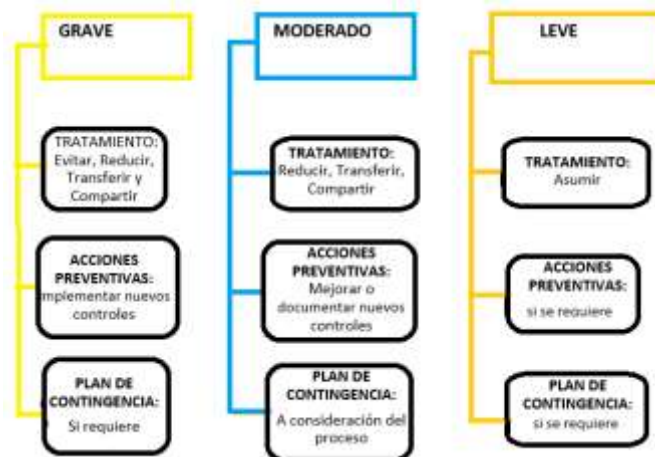 GRAVE
TRATAMIENTO:
Evitar, Reducir,
Transferir y
Compartir
ACCIONES
PREVENTIVAS:
mplementar nuevos
controles
PLAN DE
CONTINGENCIA:
Si requiere
MODERADO
TRATAMIENTO:
Reducir, Transferir,
Compartir
ACCIONES
PREVENTIVAS:
Mejorar o
documentar nuevos
controles
PLAN DE
CONTINGENCIA:
A consideración del
proceso
LEVE
TRATAMIENTO:
Asumir
ACCIONES
PREVENTIVAS:
si se requiere
PLAN DE
CONTINGENCIA:
si se requiere